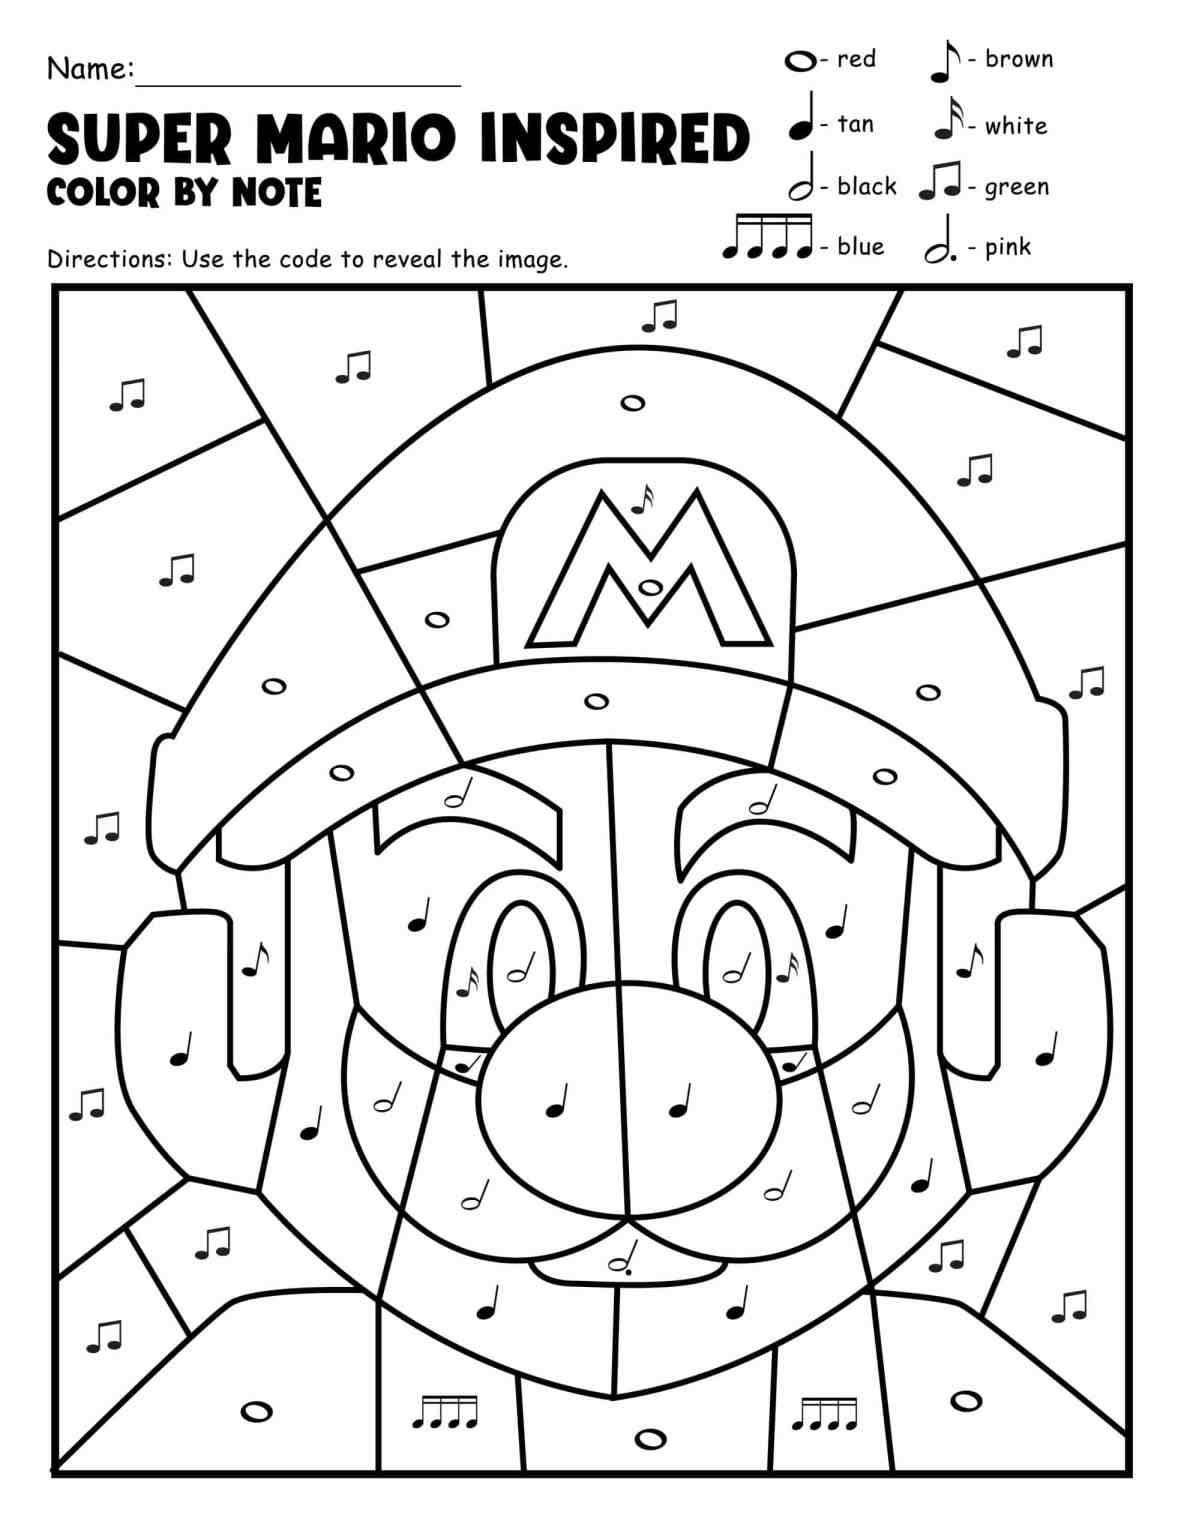 Name:
SUPER MARIO INSPIRED
COLOR BY NOTE
Directions: Use the code to reveal the image.
- red
- brown
- tan
- white
- black
- green
- blue
- pink
M